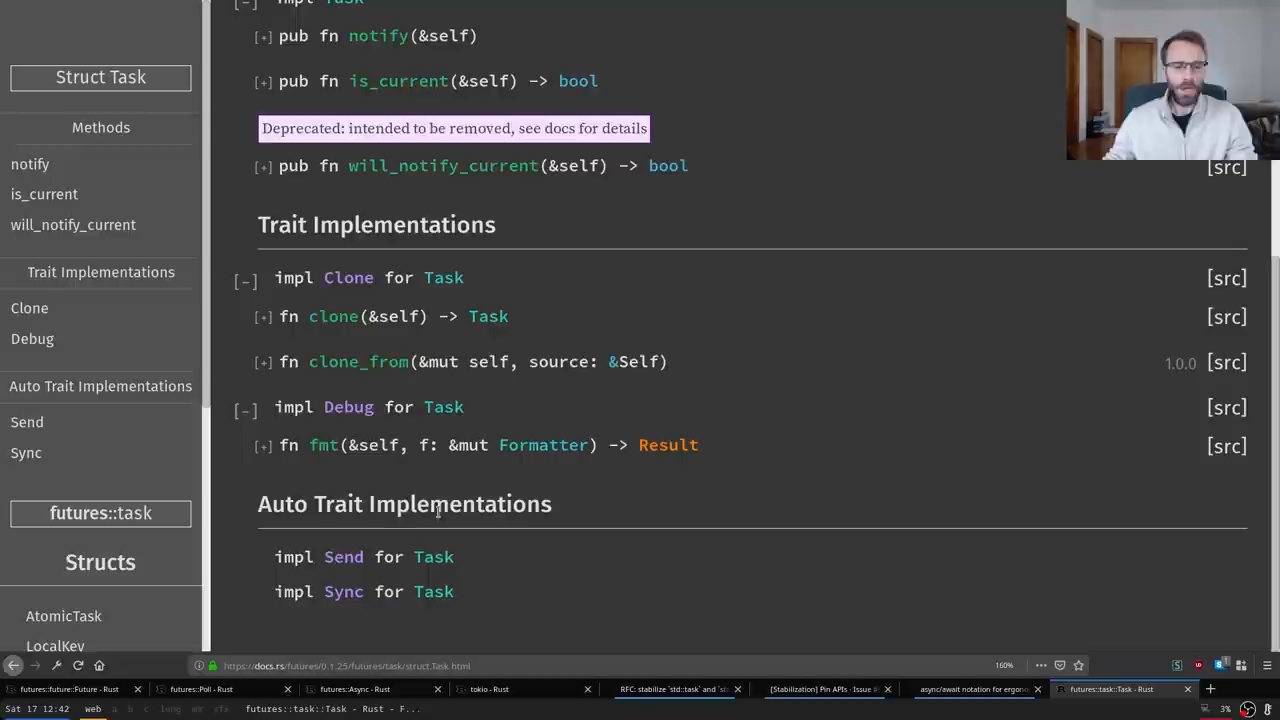 Struct Task
Methods
notify
is_current
will_notify_current
Trait Implementations
Clone
Debug
Auto Trait Implementations
Send
Sync
futures::task
Structs
AtomicTask
LocalKey
[-] impl Task
[+] pub fn notify(&self)
[+] pub fn is_current(&self) -> bool
Deprecated: intended to be removed, see docs for details
[+] pub fn will_notify_current(&self) -> bool [src]
Trait Implementations
[-] impl Clone for Task [src]
[+] fn clone(&self) -> Task [src]
[+] fn clone_from(&mut self, source: &Self) 1.0.0 [src]
[-] impl Debug for Task [src]
[+] fn fmt(&self, f: &mut Formatter) -> Result [src]
Auto Trait Implementations
impl Send for Task
impl Sync for Task
https://docs.rs/futures/0.1.25/futures/task/struct.Task.html 160%
futures::future::Future - Rust × futures::Poll - Rust × futures::Async - Rust × tokio - Rust × RFC: stabilize `std::task` and `st × [Stabilization] Pin APIs · Issue # × async/await notation for ergono × futures::task::Task - Rust ×
Sat 17 12:42 web a b c long futures::task::Task - Rust - F... 3%